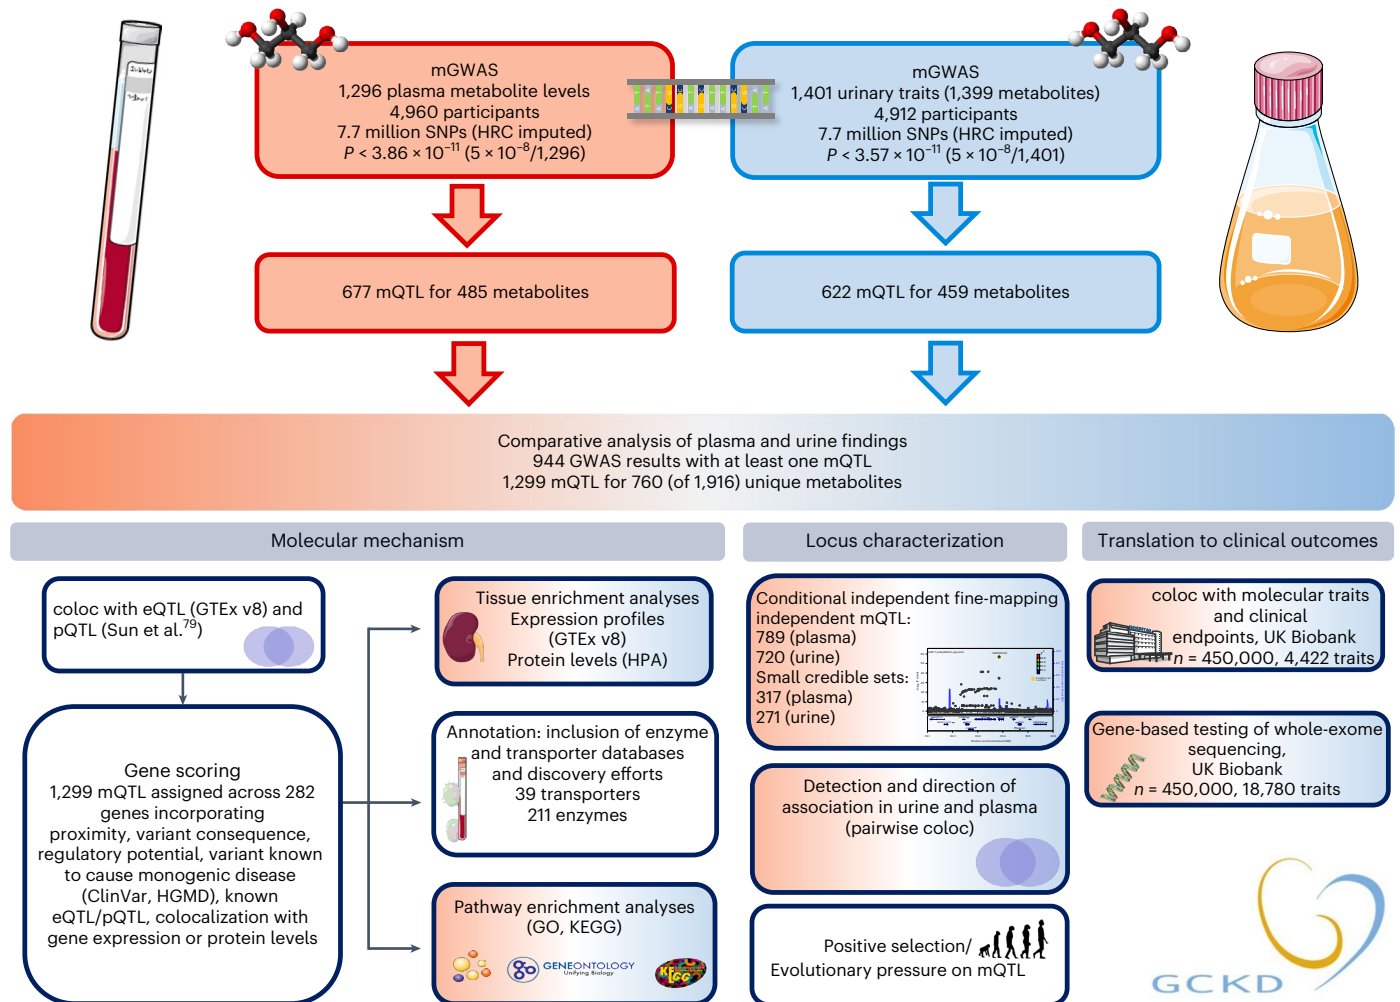 mGWAS
1,296 plasma metabolite levels
4,960 participants
7.7 million SNPs (HRC imputed)
P < 3.86 × 10⁻¹¹ (5 × 10⁻⁸/1,296)
mGWAS
1,401 urinary traits (1,399 metabolites)
4,912 participants
7.7 million SNPs (HRC imputed)
P < 3.57 × 10⁻¹¹ (5 × 10⁻⁸/1,401)
677 mQTL for 485 metabolites
622 mQTL for 459 metabolites
Comparative analysis of plasma and urine findings
944 GWAS results with at least one mQTL
1,299 mQTL for 760 (of 1,916) unique metabolites
Molecular mechanism
coloc with eQTL (GTEx v8) and
pQTL (Sun et al.⁷⁹)
Gene scoring
1,299 mQTL assigned across 282
genes incorporating
proximity, variant consequence,
regulatory potential, variant known
to cause monogenic disease
(ClinVar, HGMD), known
eQTL/pQTL, colocalization with
gene expression or protein levels
Tissue enrichment analyses
Expression profiles
(GTEx v8)
Protein levels (HPA)
Annotation: inclusion of enzyme
and transporter databases
and discovery efforts
39 transporters
211 enzymes
Pathway enrichment analyses
(GO, KEGG)
GENEONTOLOGY
Unifying Biology
KEGG
Locus characterization
Conditional independent fine-mapping
independent mQTL:
789 (plasma)
720 (urine)
Small credible sets:
317 (plasma)
271 (urine)
Detection and direction of
association in urine and plasma
(pairwise coloc)
Positive selection/
Evolutionary pressure on mQTL
Translation to clinical outcomes
coloc with molecular traits
and clinical
endpoints, UK Biobank
n = 450,000, 4,422 traits
Gene-based testing of whole-exome
sequencing,
UK Biobank
n = 450,000, 18,780 traits
GCKD